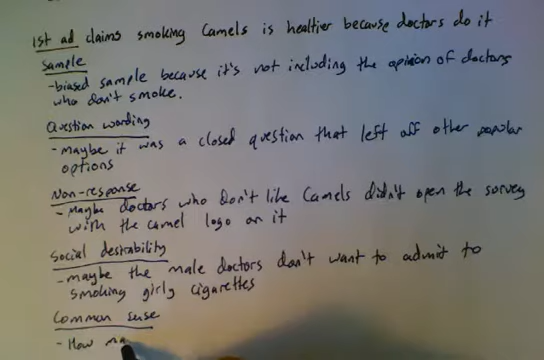 1st ad claims smoking Camels is healtier because doctors do it
Sample
-biased sample because it's not including the opinion of doctors
who don't smoke.
Question wording
- maybe it was a closed question that left off other popular
options
Non-response
- Maybe doctors who don't like Camels didn't open the survey
with the camel logo on it
Social desirability
- maybe the male doctors don't want to admit to
smoking girly cigarettes
Common sense
- How ma